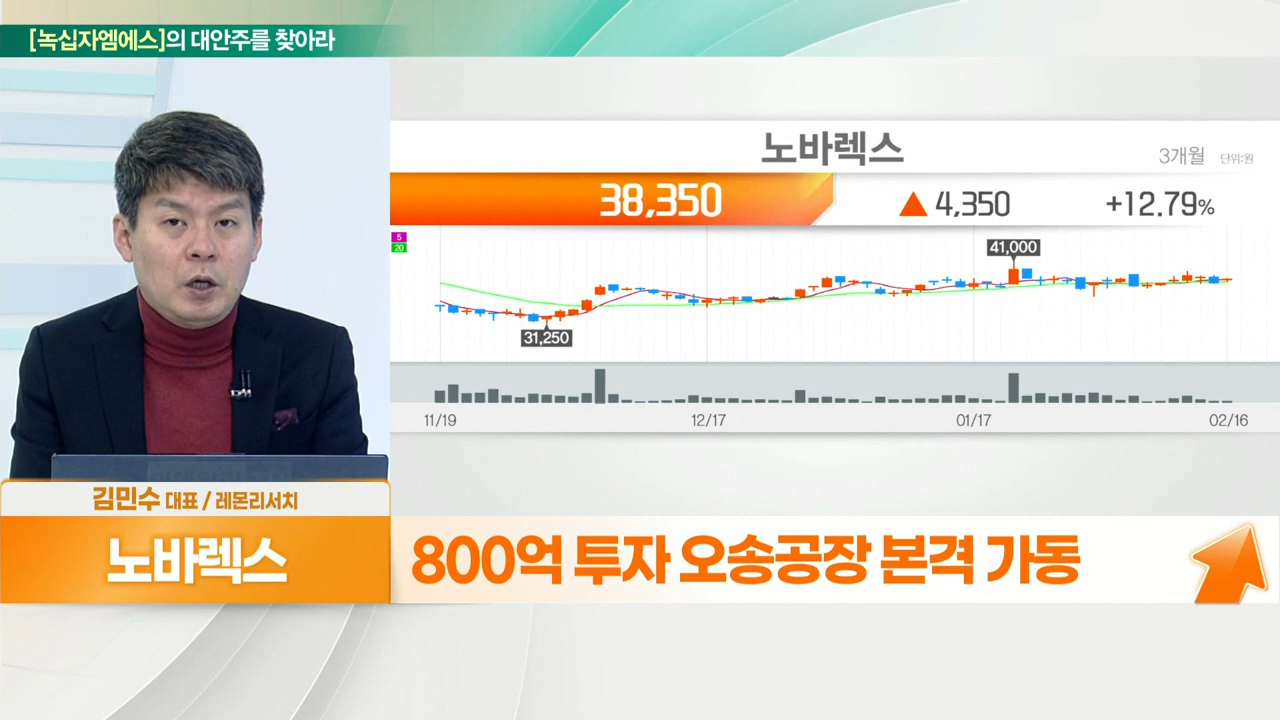 [녹십자엠에스]의 대안주를 찾아라
노바렉스
3개월 단위:원
38,350 ▲ 4,350 +12.79%
5
20
41,000
31,250
11/19 12/17 01/17 02/16
김민수 대표 / 레몬리서치
노바렉스
800억 투자 오송공장 본격 가동